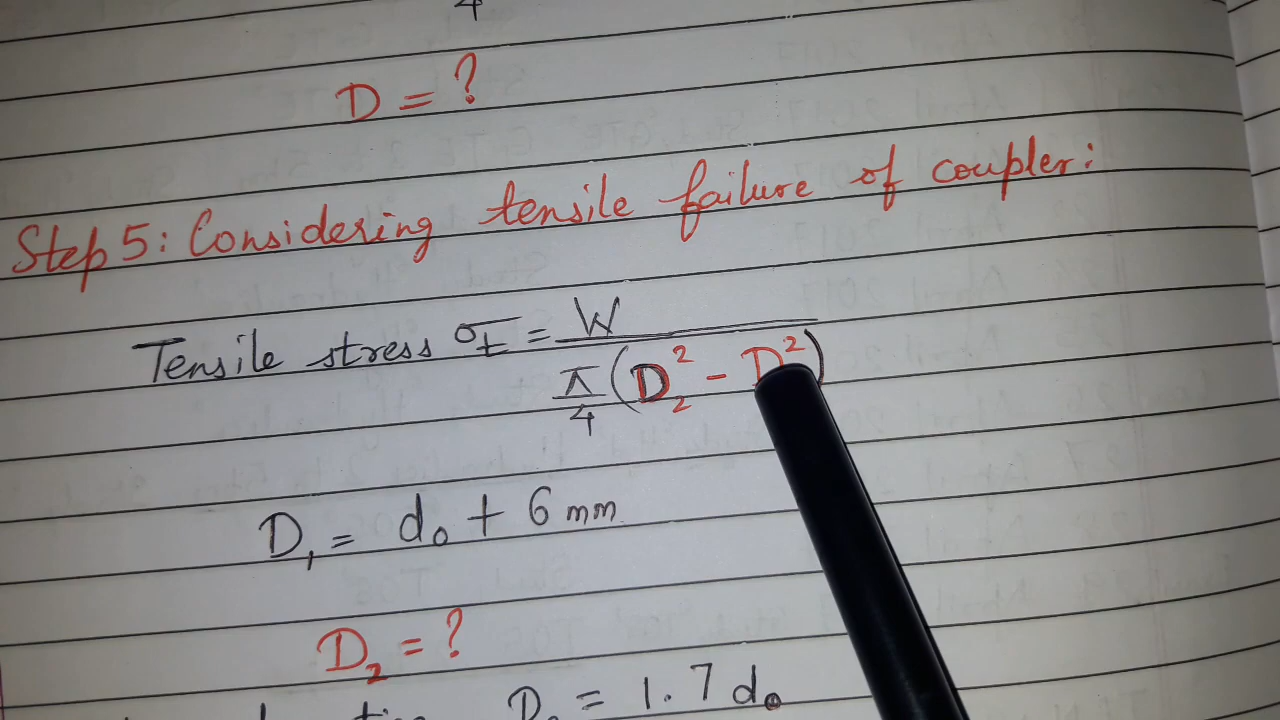 4
D = ?
Step 5: Considering tensile failure of coupler:
Tensile stress σt = W
π/4 (D₂² - D²)
D₁ = d₀ + 6 mm
D₂ = ?
= 1.7 d₀